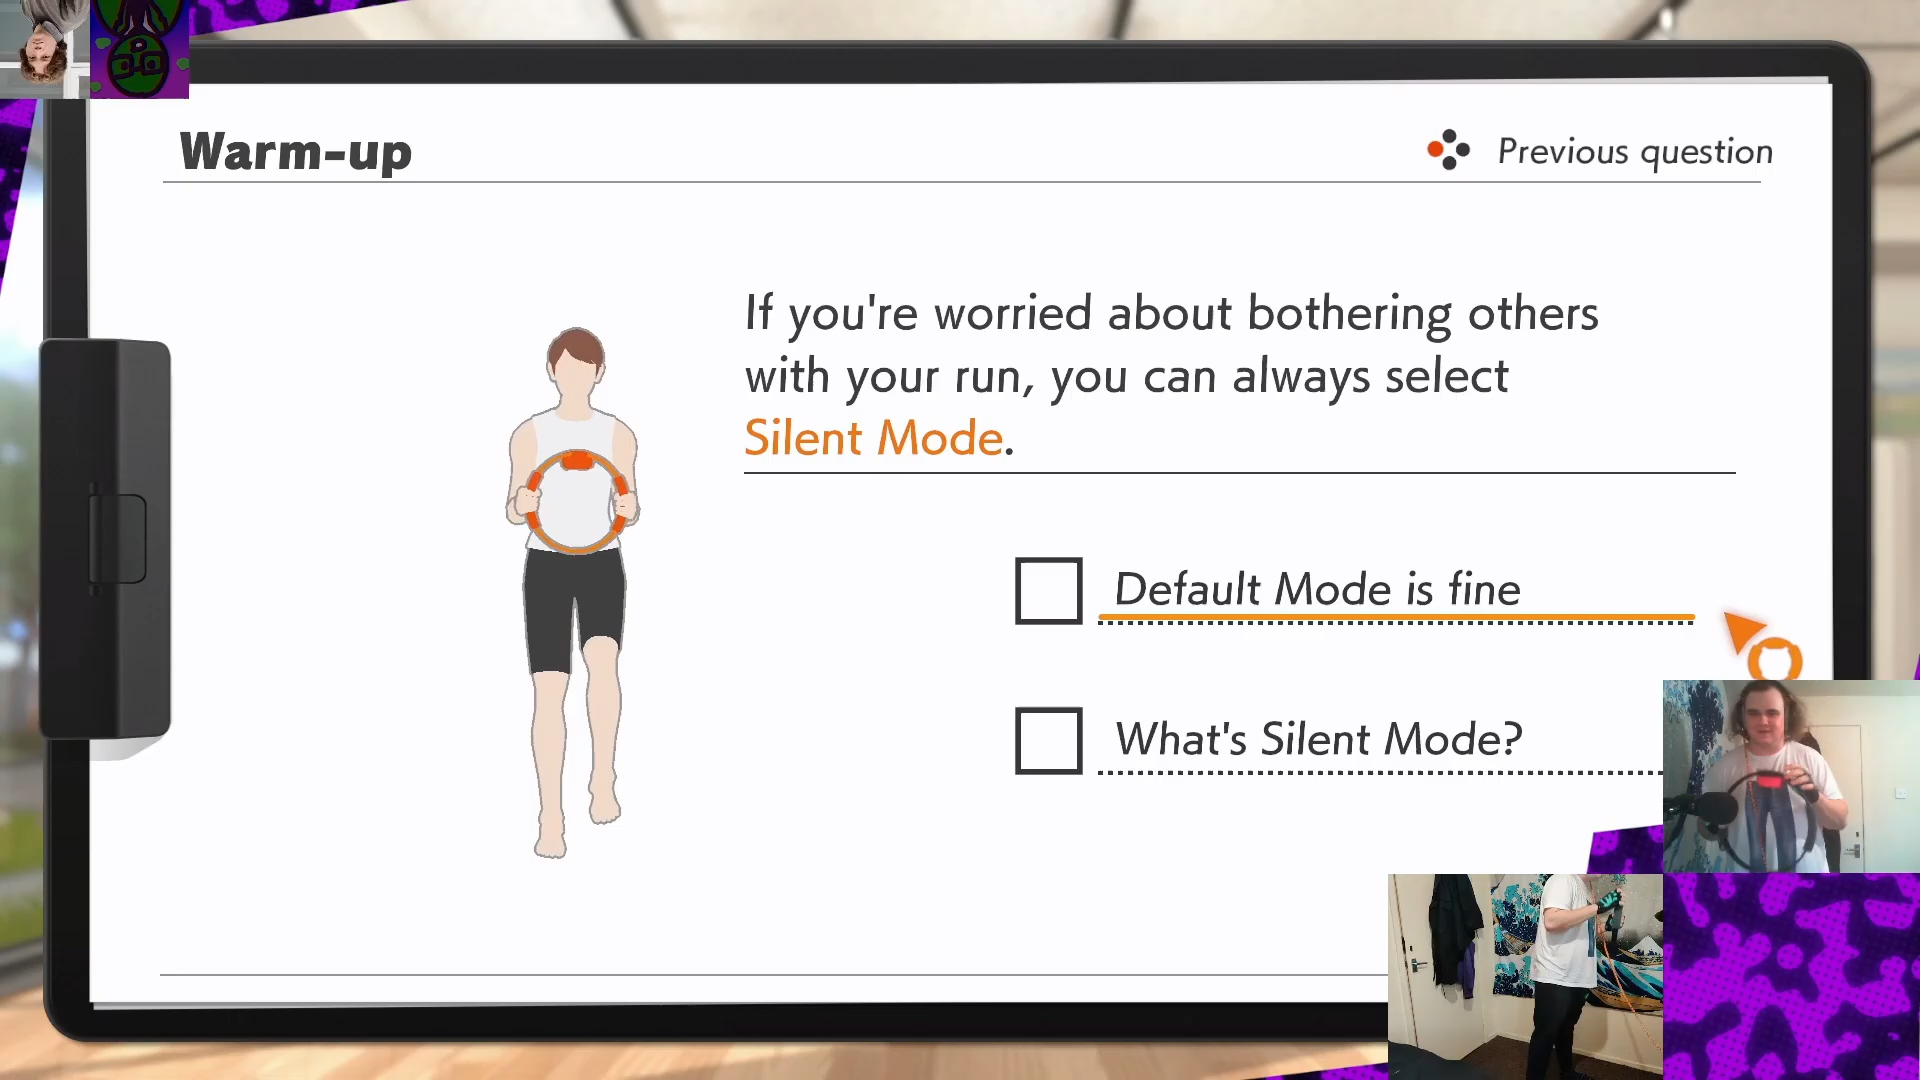 Warm-up
Previous question
If you're worried about bothering others
with your run, you can always select
Silent Mode.
Default Mode is fine
What's Silent Mode?